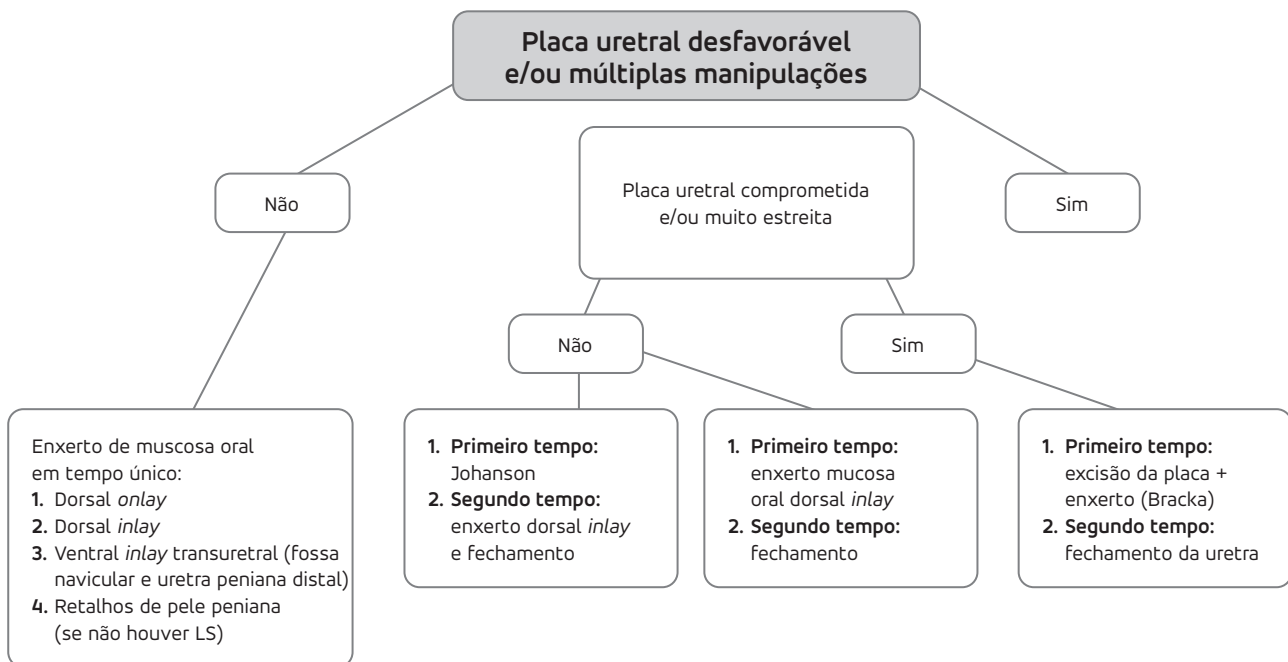 Placa uretral desfavorável
e/ou múltiplas manipulações
Não
Placa uretral comprometida
e/ou muito estreita
Sim
Não
Sim
Enxerto de muscosa oral
em tempo único:
1. Dorsal onlay
2. Dorsal inlay
3. Ventral inlay transuretral (fossa
navicular e uretra peniana distal)
4. Retalhos de pele peniana
(se não houver LS)
1. Primeiro tempo:
Johanson
2. Segundo tempo:
enxerto dorsal inlay
e fechamento
1. Primeiro tempo:
enxerto mucosa
oral dorsal inlay
2. Segundo tempo:
fechamento
1. Primeiro tempo:
excisão da placa +
enxerto (Bracka)
2. Segundo tempo:
fechamento da uretra